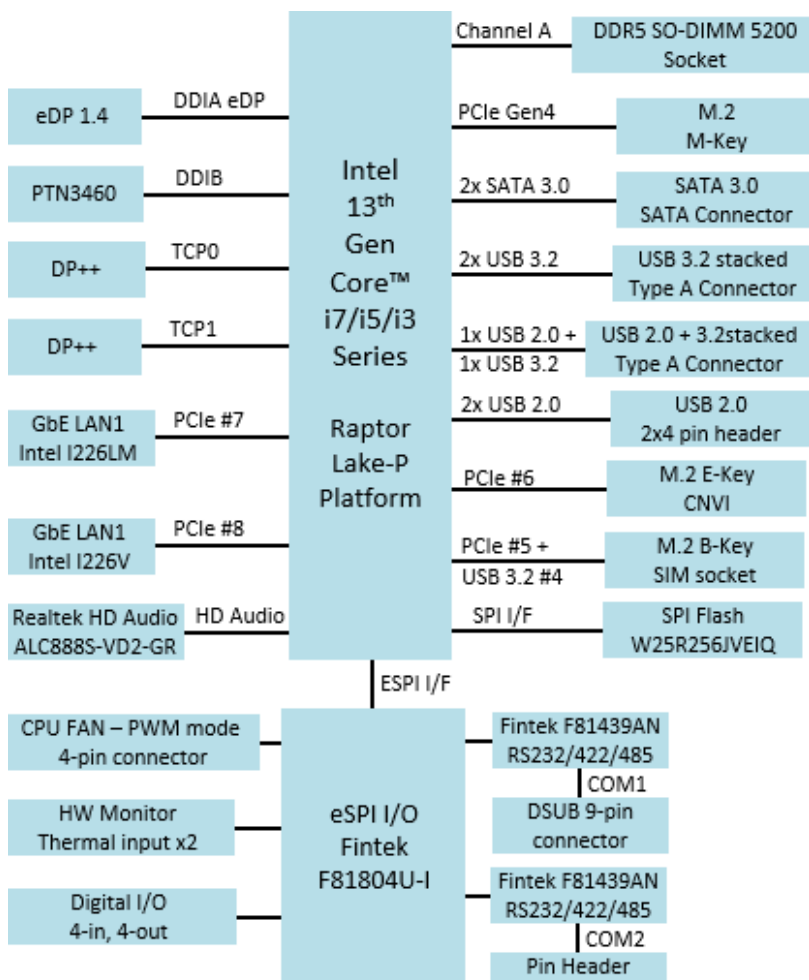 Channel A
DDR5 SO-DIMM 5200
Socket
eDP 1.4
DDIA eDP
PCIe Gen4
M.2
M-Key
PTN3460
DDIB
2x SATA 3.0
SATA 3.0
SATA Connector
DP++
TCP0
2x USB 3.2
USB 3.2 stacked
Type A Connector
DP++
TCP1
1x USB 2.0 +
1x USB 3.2
USB 2.0 + 3.2stacked
Type A Connector
Intel
13th
Gen
Core™
i7/i5/i3
Series
Raptor
Lake-P
Platform
GbE LAN1
Intel I226LM
PCIe #7
2x USB 2.0
USB 2.0
2x4 pin header
PCIe #6
M.2 E-Key
CNVI
GbE LAN1
Intel I226V
PCIe #8
PCIe #5 +
USB 3.2 #4
M.2 B-Key
SIM socket
Realtek HD Audio
ALC888S-VD2-GR
HD Audio
SPI I/F
SPI Flash
W25R256JVEIQ
ESPI I/F
CPU FAN – PWM mode
4-pin connector
Fintek F81439AN
RS232/422/485
COM1
DSUB 9-pin
connector
HW Monitor
Thermal input x2
eSPI I/O
Fintek
F81804U-I
Digital I/O
4-in, 4-out
Fintek F81439AN
RS232/422/485
COM2
Pin Header